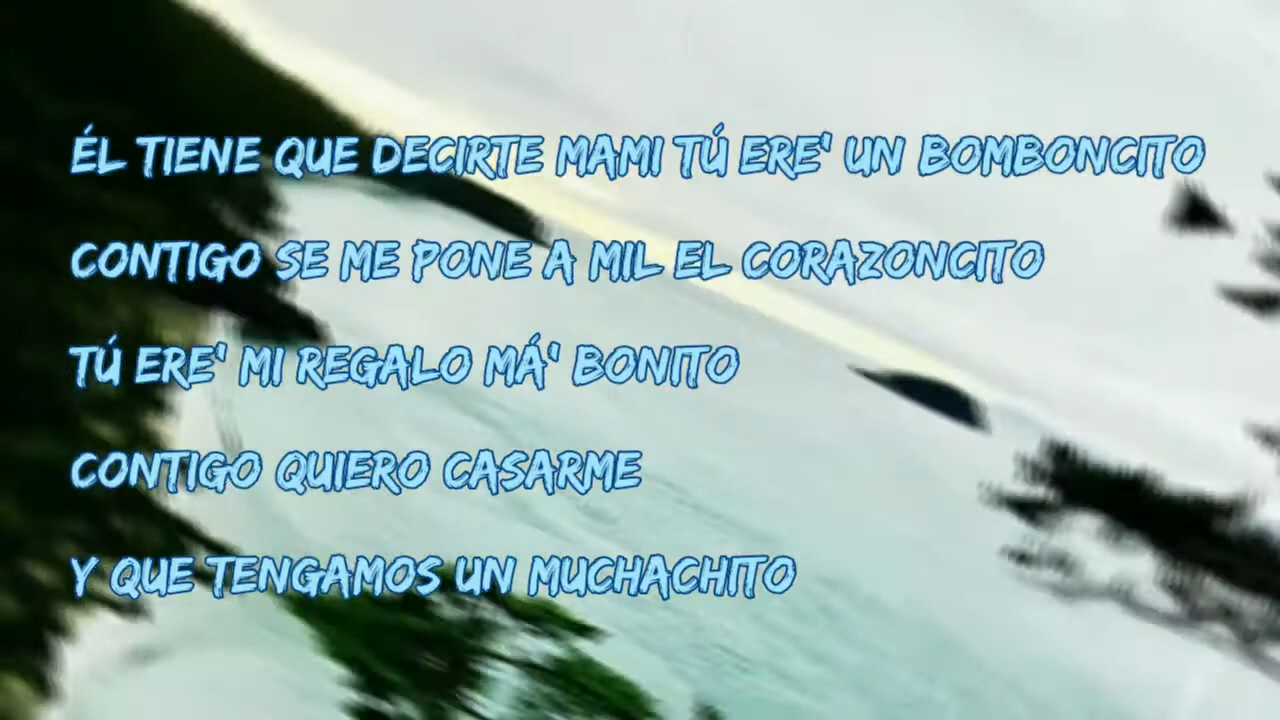 ÉL TIENE QUE DECIRTE MAMI TÚ ERE' UN BOMBONCITO
CONTIGO SE ME PONE A MIL EL CORAZONCITO
TÚ ERE' MI REGALO MÁ' BONITO
CONTIGO QUIERO CASARME
Y QUE TENGAMOS UN MUCHACHITO